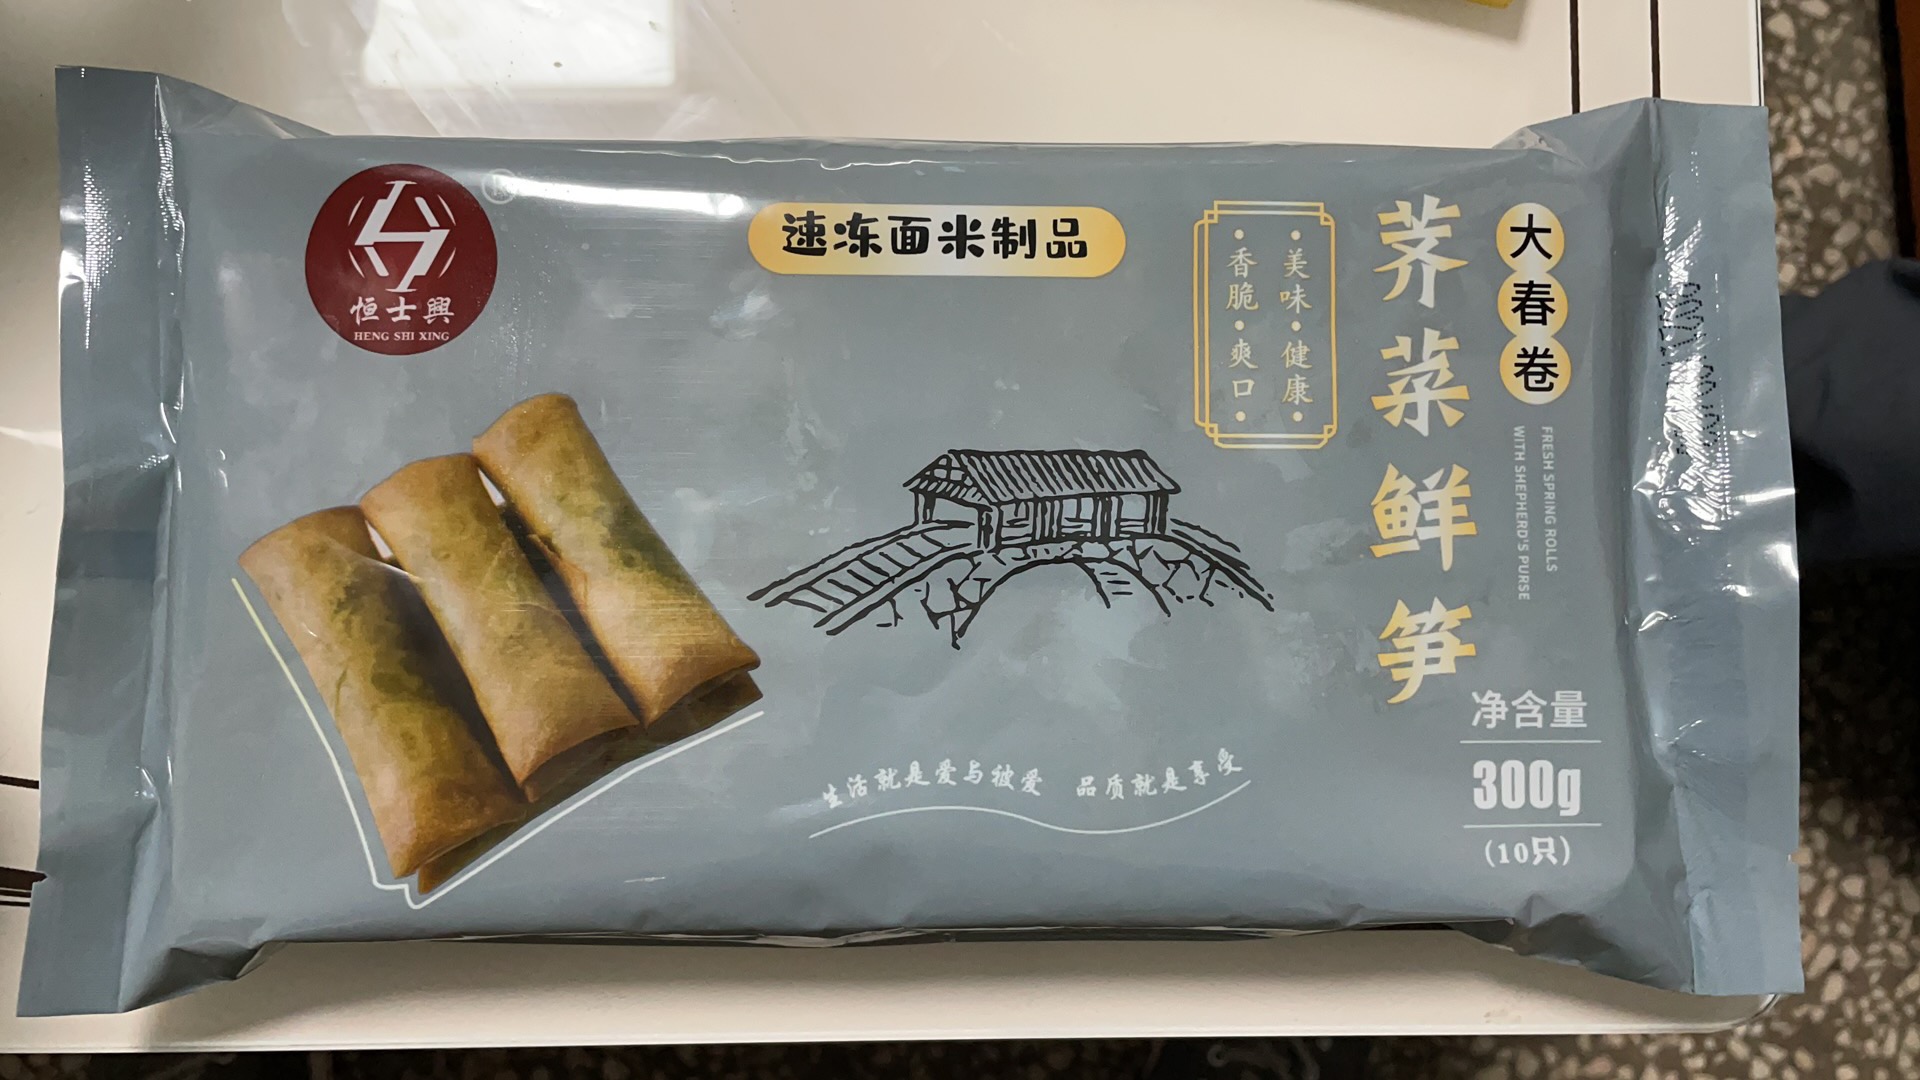 恒士興
HENG SHI XING
速冻面米制品
美味·健康
香脆·爽口
大春卷
荠菜鲜笋
FRESH SPRING ROLLS
WITH SHEPHERD'S PURSE
净含量
300g
(10只)
生活就是爱与被爱 品质就是享受